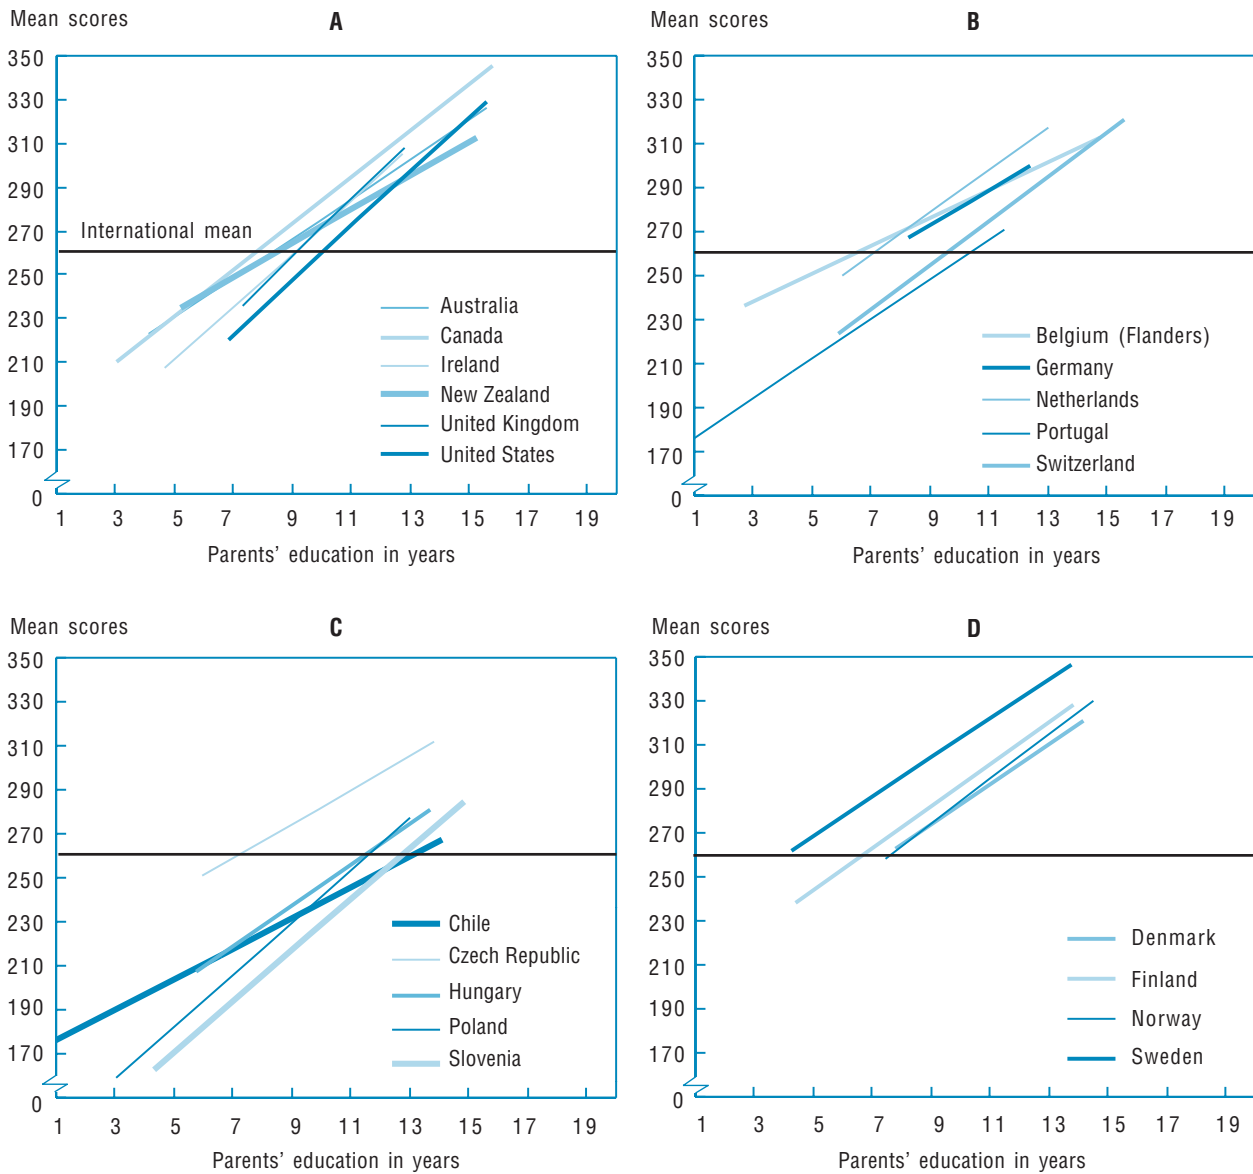 Mean scores
A
350
330
310
290
270
250
230
210
190
170
0
International mean
Australia
Canada
Ireland
New Zealand
United Kingdom
United States
1 3 5 7 9 11 13 15 17 19
Parents' education in years
B
350
330
310
290
270
250
230
210
190
170
0
Belgium (Flanders)
Germany
Netherlands
Portugal
Switzerland
1 3 5 7 9 11 13 15 17 19
Parents' education in years
Mean scores
C
350
330
310
290
270
250
230
210
190
170
0
Chile
Czech Republic
Hungary
Poland
Slovenia
1 3 5 7 9 11 13 15 17 19
Parents' education in years
Mean scores
D
350
330
310
290
270
250
230
210
190
170
0
Denmark
Finland
Norway
Sweden
1 3 5 7 9 11 13 15 17 19
Parents' education in years